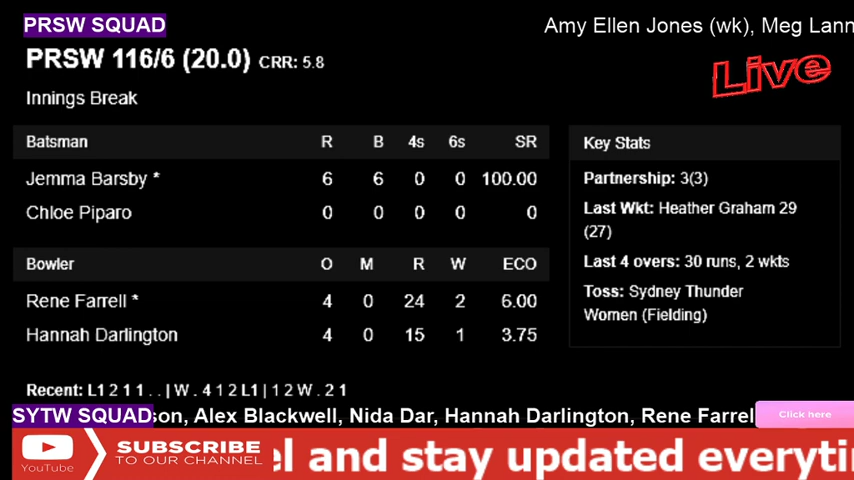 PRSW SQUAD
Amy Ellen Jones (wk), Meg Lann
PRSW 116/6 (20.0) CRR: 5.8
Live
Innings Break
Batsman R B 4s 6s SR
Jemma Barsby * 6 6 0 0 100.00
Chloe Piparo 0 0 0 0 0
Bowler O M R W ECO
Rene Farrell * 4 0 24 2 6.00
Hannah Darlington 4 0 15 1 3.75
Key Stats
Partnership: 3(3)
Last Wkt: Heather Graham 29
(27)
Last 4 overs: 30 runs, 2 wkts
Toss: Sydney Thunder
Women (Fielding)
Recent: L1 2 1 1 . . | W . 4 1 2 L1 | 1 2 W . 2 1
SYTW SQUAD son, Alex Blackwell, Nida Dar, Hannah Darlington, Rene Farrel
Click here
YouTube
SUBSCRIBE
TO OUR CHANNEL
el and stay updated everyti